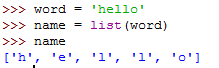 >>> word = 'hello'
>>> name = list(word)
>>> name
['h', 'e', 'l', 'l', 'o']